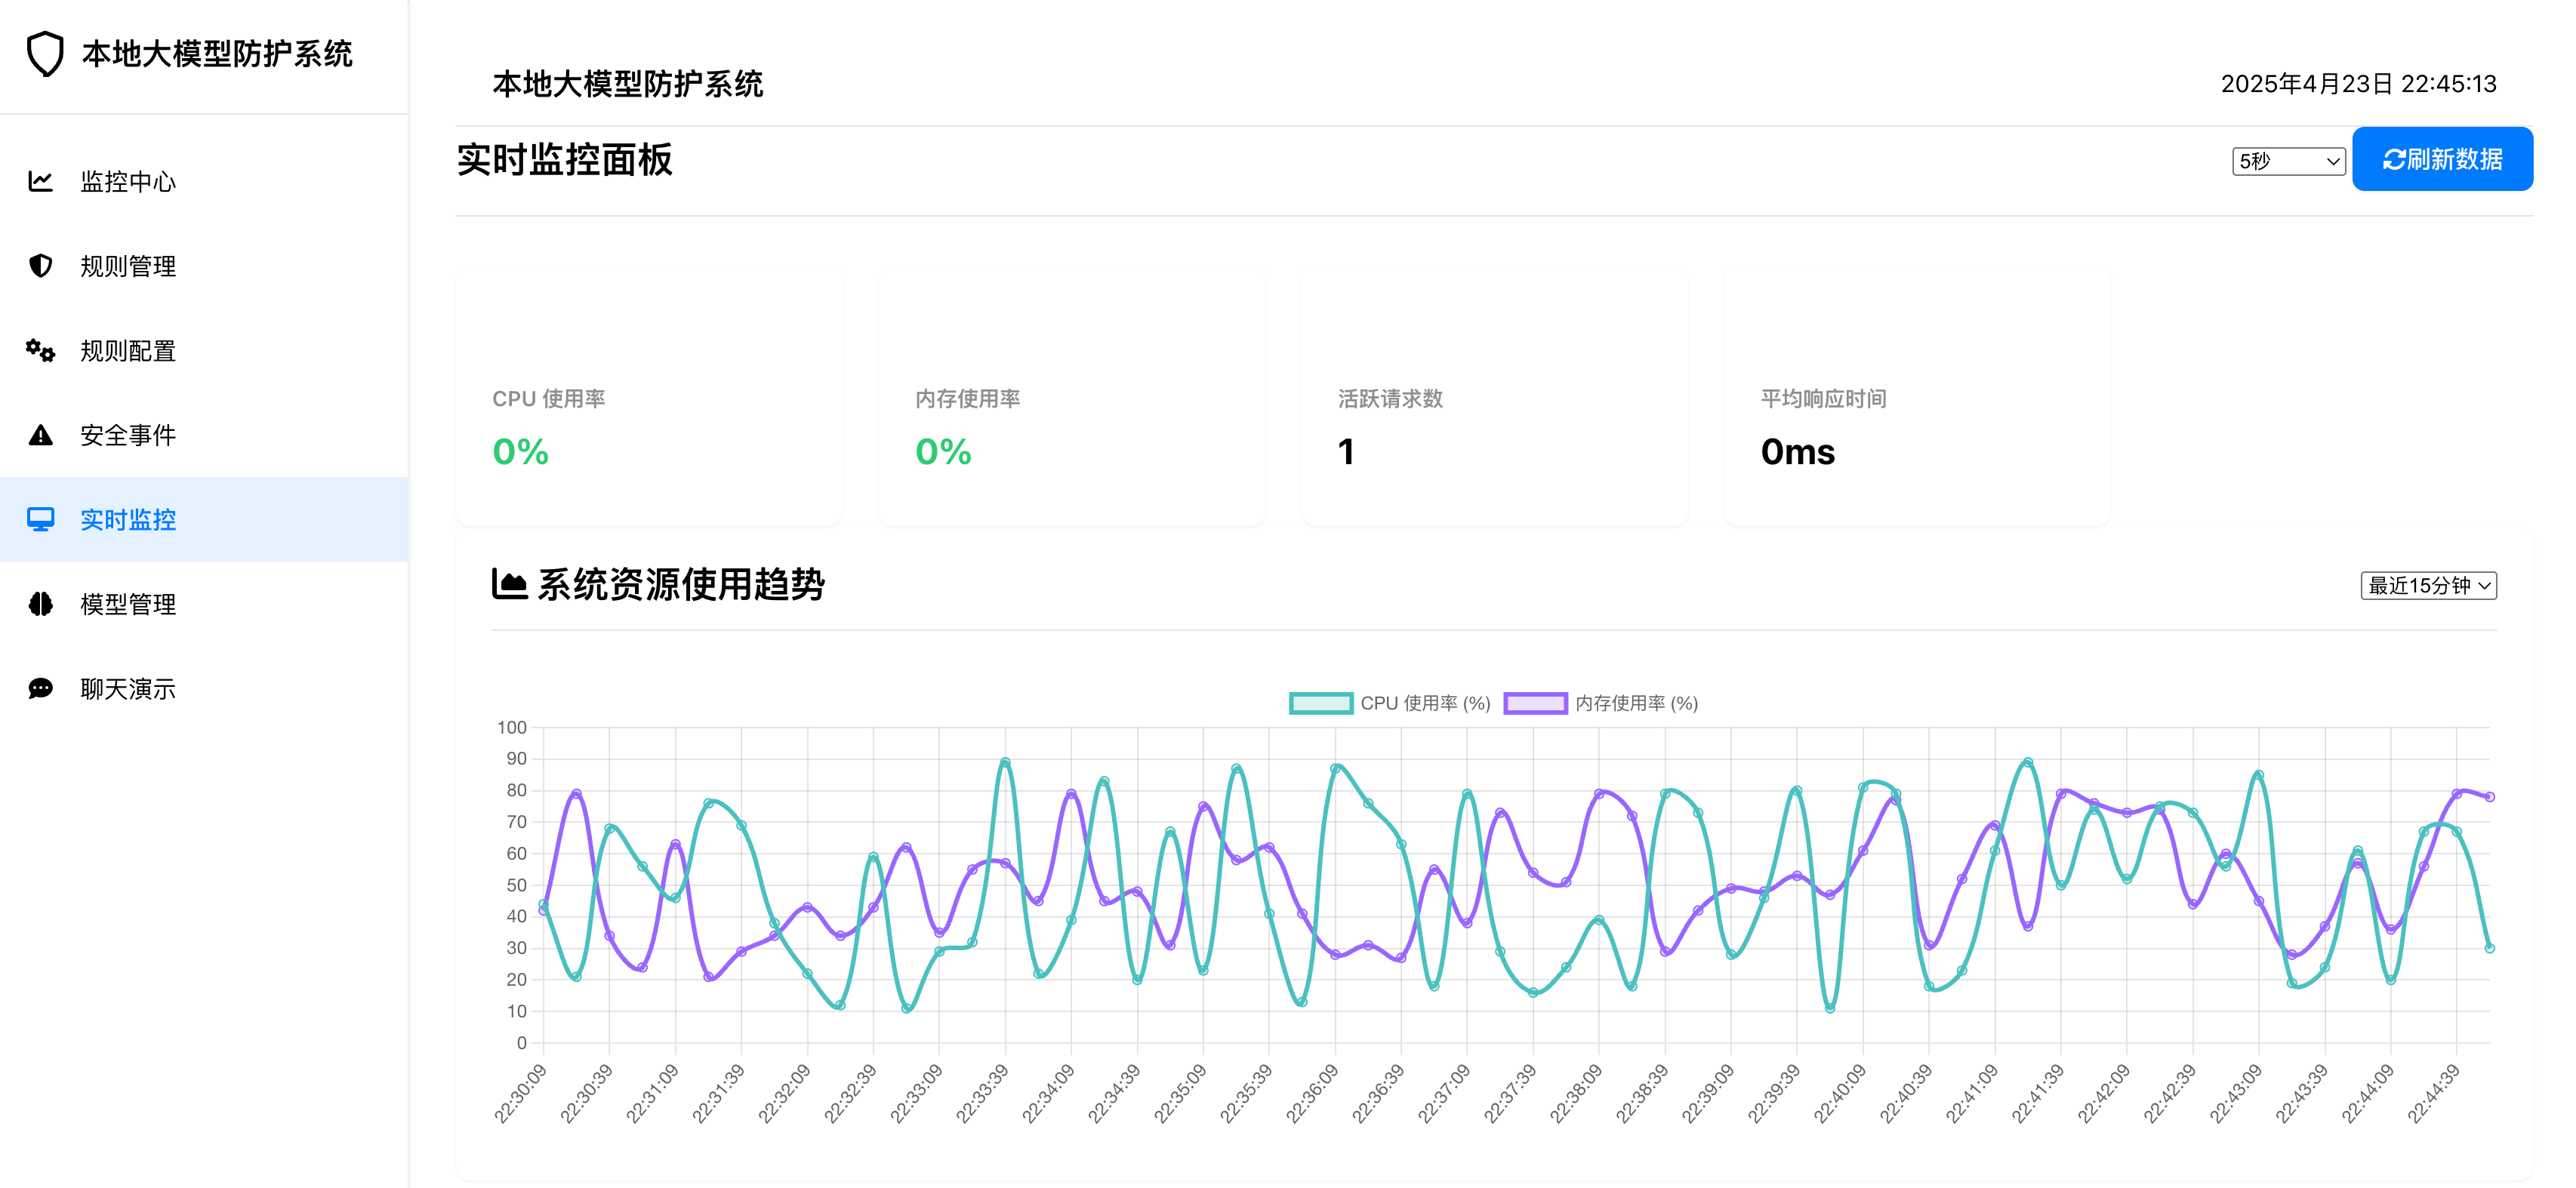 本地大模型防护系统
监控中心
规则管理
规则配置
安全事件
实时监控
模型管理
聊天演示
本地大模型防护系统
2025年4月23日 22:45:13
实时监控面板
5秒
刷新数据
CPU 使用率
0%
内存使用率
0%
活跃请求数
1
平均响应时间
0ms
系统资源使用趋势
最近15分钟
CPU 使用率 (%)
内存使用率 (%)
100
90
80
70
60
50
40
30
20
10
0
22:30:09
22:30:39
22:31:09
22:31:39
22:32:09
22:32:39
22:33:09
22:33:39
22:34:09
22:34:39
22:35:09
22:35:39
22:36:09
22:36:39
22:37:09
22:37:39
22:38:09
22:38:39
22:39:09
22:39:39
22:40:09
22:40:39
22:41:09
22:41:39
22:42:09
22:42:39
22:43:09
22:43:39
22:44:09
22:44:39